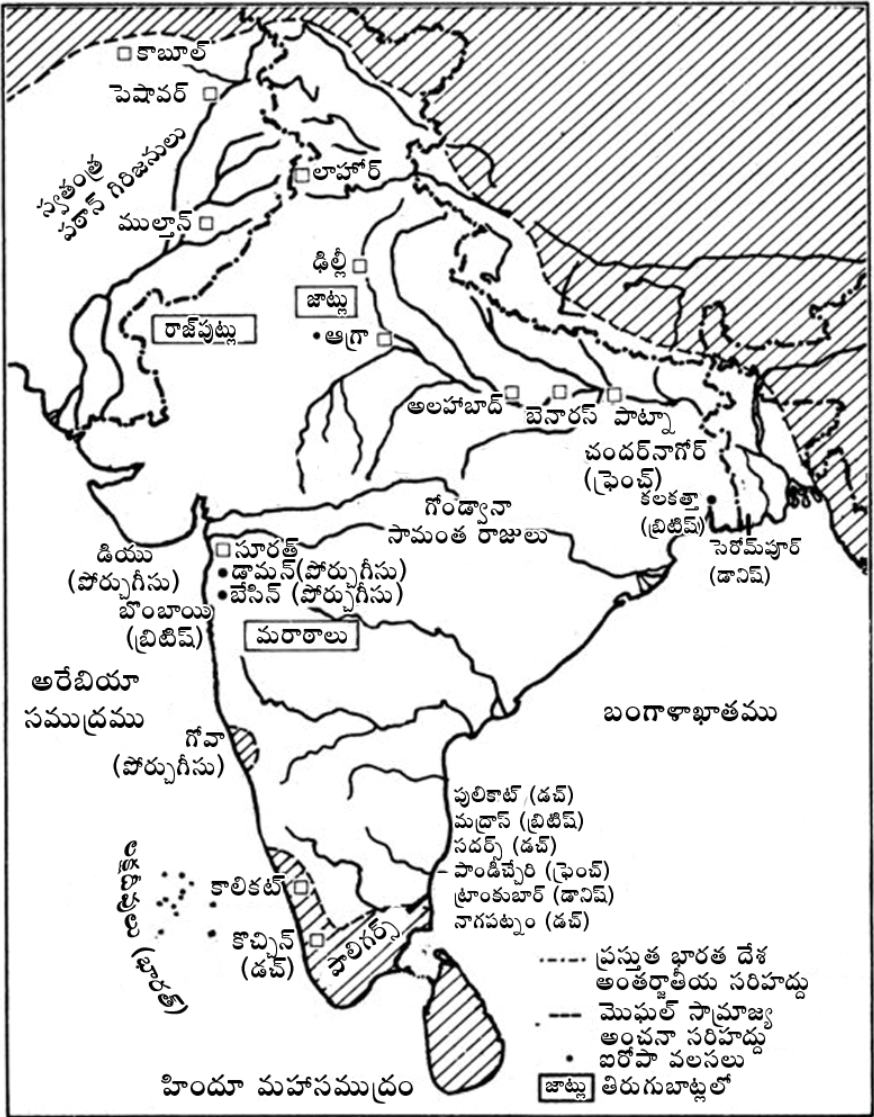 కాబూల్
పెషావర్
స్వతంత్ర
పఠాన్ గిరిజనులు
లాహోర్
ముల్తాన్
ఢిల్లీ
జాట్లు
రాజ్‌పుట్లు
ఆగ్రా
అలహాబాద్
బెనారస్ పాట్నా
చందర్‌నాగోర్
(ఫ్రెంచ్)
కలకత్తా
(బ్రిటిష్)
సెరోమ్‌పూర్
(డానిష్)
గోండ్వానా
సామంత రాజులు
సూరత్
డియు
(పోర్చుగీసు)
డామన్(పోర్చుగీసు)
బేసిన్ (పోర్చుగీసు)
బొంబాయి
(బ్రిటిష్)
మరాఠాలు
అరేబియా
సముద్రము
బంగాళాఖాతము
గోవా
(పోర్చుగీసు)
పులికాట్ (డచ్)
మద్రాస్ (బ్రిటిష్)
సదర్స్ (డచ్)
పాండిచ్చేరి (ఫ్రెంచ్)
ట్రాంకుబార్ (డానిష్)
నాగపట్నం (డచ్)
కాలికట్
కొచ్చిన్
(డచ్)
పాలిగర్స్
(భారత్)
ప్రస్తుత భారత దేశ
అంతర్జాతీయ సరిహద్దు
మొఘల్ సామ్రాజ్య
అంచనా సరిహద్దు
ఐరోపా వలసలు
జాట్లు తిరుగుబాట్లలో
హిందూ మహాసముద్రం